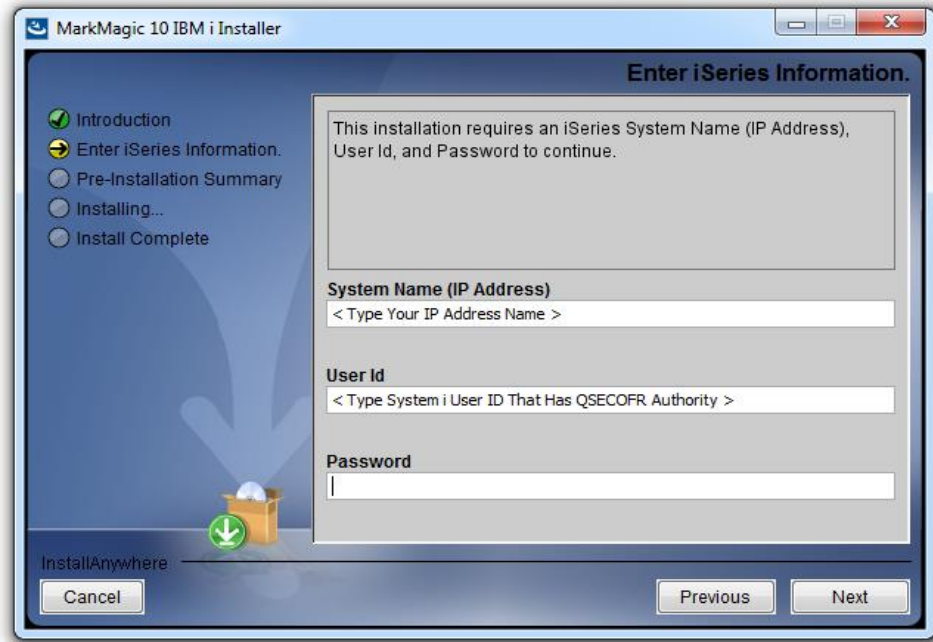 MarkMagic 10 IBM i Installer
Enter iSeries Information.
Introduction
Enter iSeries Information.
Pre-Installation Summary
Installing...
Install Complete
This installation requires an iSeries System Name (IP Address),
User Id, and Password to continue.
System Name (IP Address)
< Type Your IP Address Name >
User Id
< Type System i User ID That Has QSECOFR Authority >
Password
InstallAnywhere
Cancel
Previous
Next